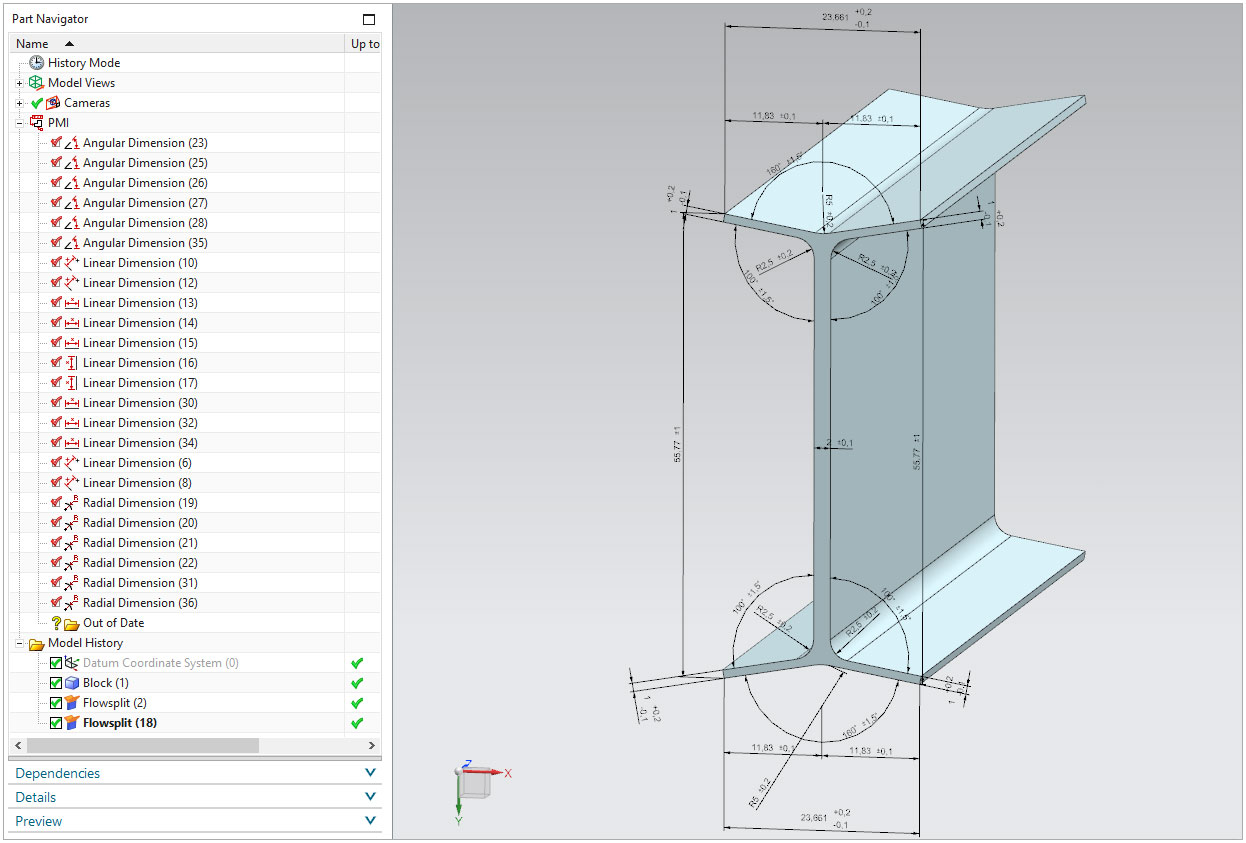 Part Navigator
Name
Up to
History Mode
Model Views
Cameras
PMI
Angular Dimension (23)
Angular Dimension (25)
Angular Dimension (26)
Angular Dimension (27)
Angular Dimension (28)
Angular Dimension (35)
Linear Dimension (10)
Linear Dimension (12)
Linear Dimension (13)
Linear Dimension (14)
Linear Dimension (15)
Linear Dimension (16)
Linear Dimension (17)
Linear Dimension (30)
Linear Dimension (32)
Linear Dimension (34)
Linear Dimension (6)
Linear Dimension (8)
Radial Dimension (19)
Radial Dimension (20)
Radial Dimension (21)
Radial Dimension (22)
Radial Dimension (31)
Radial Dimension (36)
Out of Date
Model History
Datum Coordinate System (0)
Block (1)
Flowsplit (2)
Flowsplit (18)
Dependencies
Details
Preview
23,661 +0,2 -0,1
11,83 ±0,1
11,83 ±0,1
160° ±1,5°
R5 ±0,2
1 +0,2 -0,1
1 +0,2 -0,1
R2,5 ±0,2
R2,5 ±0,2
100° ±1,5°
100° ±1,5°
55,77 ±1
2 ±0,1
55,77 ±1
100° ±1,5°
100° ±1,5°
R2,5 ±0,2
R2,5 ±0,2
1 +0,2 -0,1
1 +0,2 -0,1
160° ±1,5°
11,83 ±0,1
11,83 ±0,1
R5 ±0,2
23,661 +0,2 -0,1
Z
X
Y